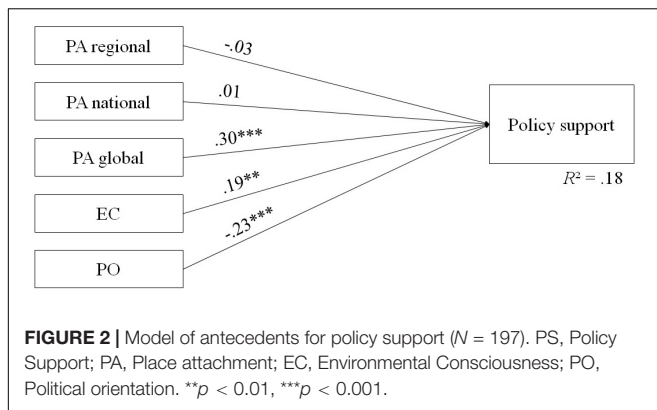 PA regional
-.03
PA national
.01
Policy support
PA global
.30***
R² = .18
.19**
EC
-.23***
PO
FIGURE 2 | Model of antecedents for policy support (N = 197). PS, Policy
Support; PA, Place attachment; EC, Environmental Consciousness; PO,
Political orientation. **p < 0.01, ***p < 0.001.